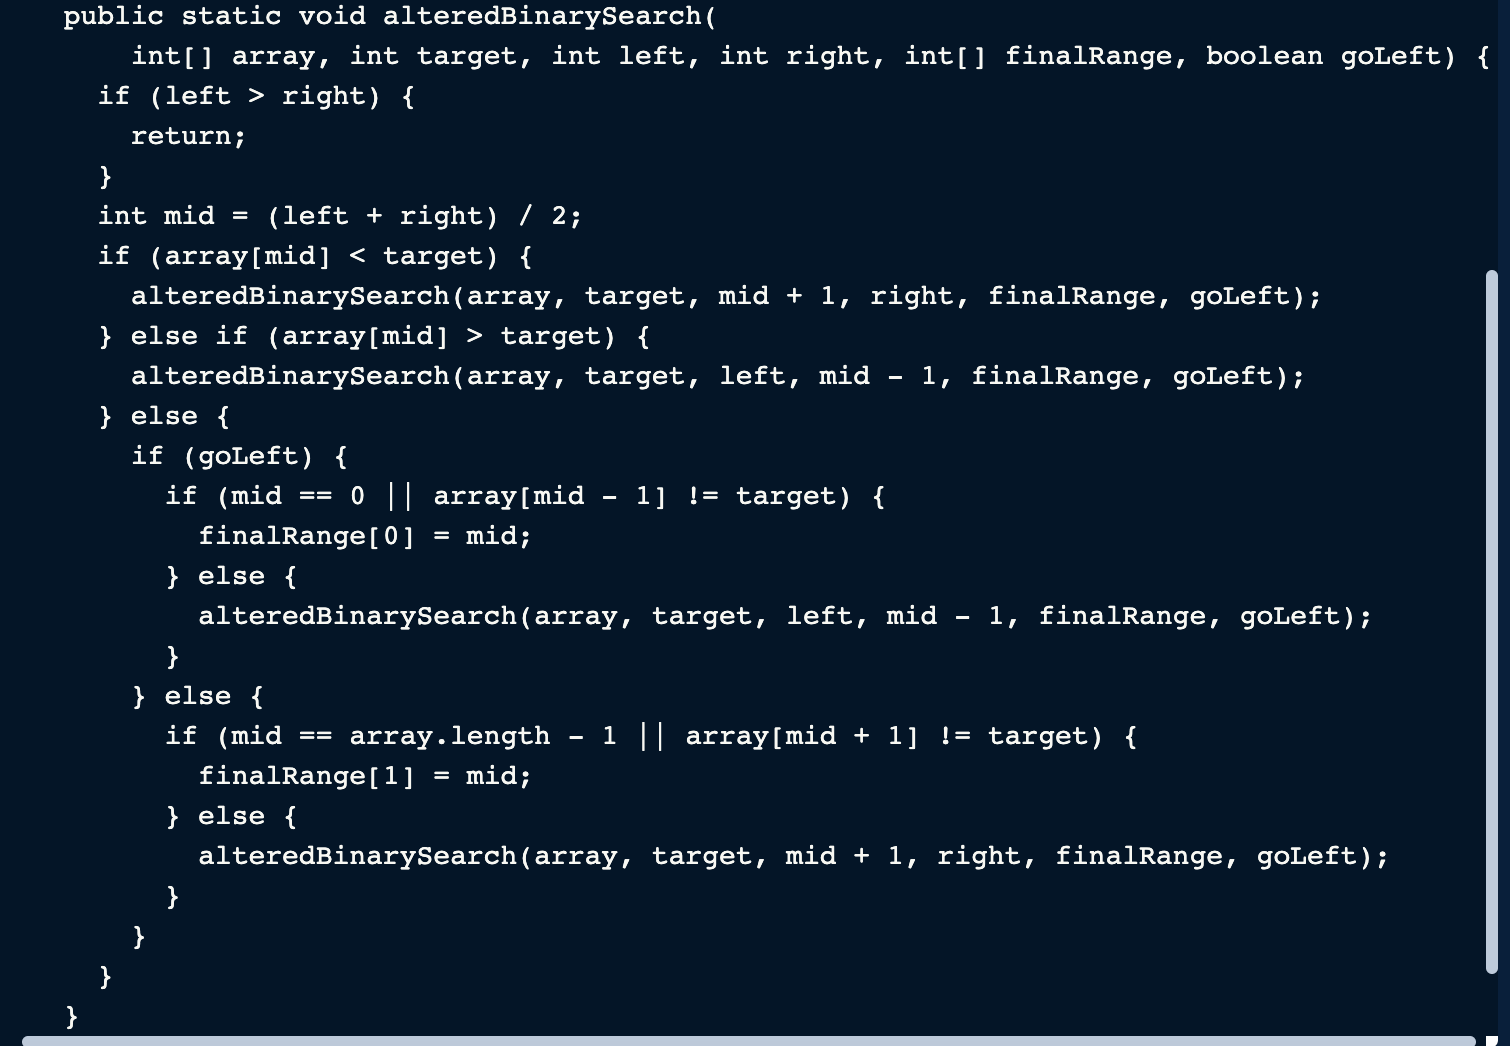 public static void alteredBinarySearch(
    int[] array, int target, int left, int right, int[] finalRange, boolean goLeft) {
  if (left > right) {
    return;
  }
  int mid = (left + right) / 2;
  if (array[mid] < target) {
    alteredBinarySearch(array, target, mid + 1, right, finalRange, goLeft);
  } else if (array[mid] > target) {
    alteredBinarySearch(array, target, left, mid - 1, finalRange, goLeft);
  } else {
    if (goLeft) {
      if (mid == 0 || array[mid - 1] != target) {
        finalRange[0] = mid;
      } else {
        alteredBinarySearch(array, target, left, mid - 1, finalRange, goLeft);
      }
    } else {
      if (mid == array.length - 1 || array[mid + 1] != target) {
        finalRange[1] = mid;
      } else {
        alteredBinarySearch(array, target, mid + 1, right, finalRange, goLeft);
      }
    }
  }
}